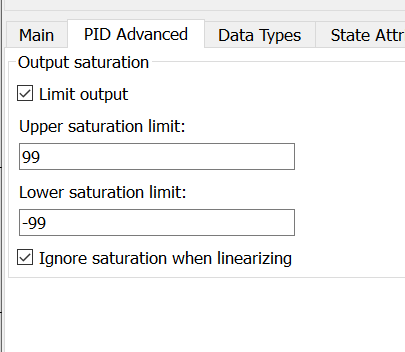 Main PID Advanced Data Types State Attr
Output saturation
Limit output
Upper saturation limit:
99
Lower saturation limit:
-99
Ignore saturation when linearizing